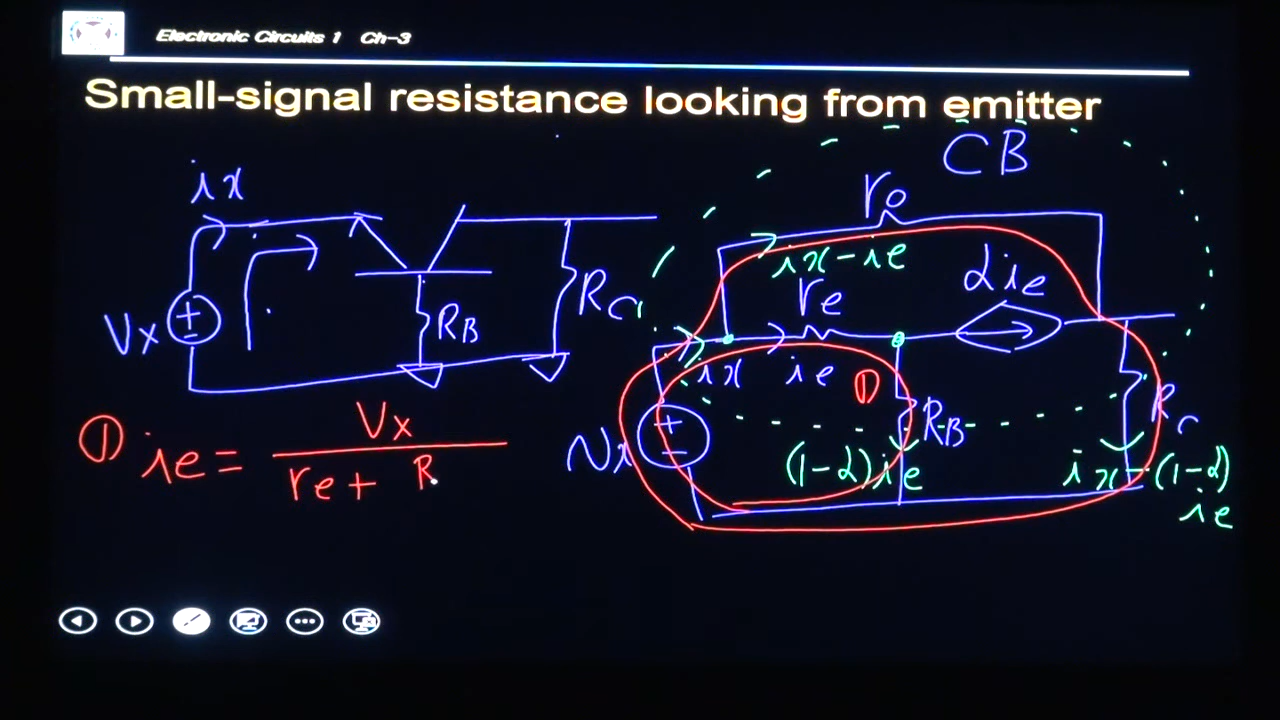 Electronic Circuits 1 Ch-3
Small-signal resistance looking from emitter
CB
ix
ro
ix-ie
re
αie
Vx
RB
RC
ix
ie
①
RB
RC
Vx
(1-α)ie
ix-(1-α)
ie
① ie= Vx
re+ R